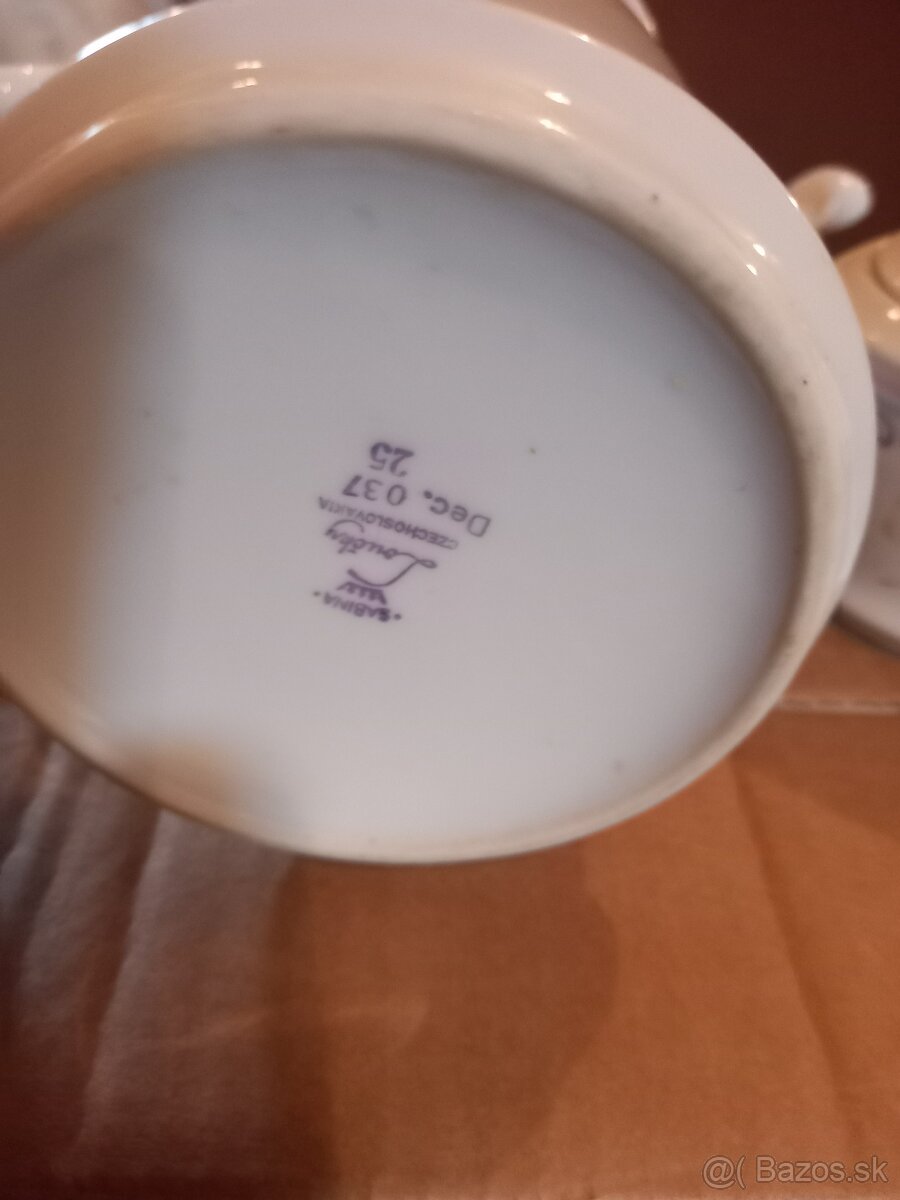 ·SABINA·
Loučky
CZECHOSLOVAKIA
Dec. 037
25
@( Bazos.sk